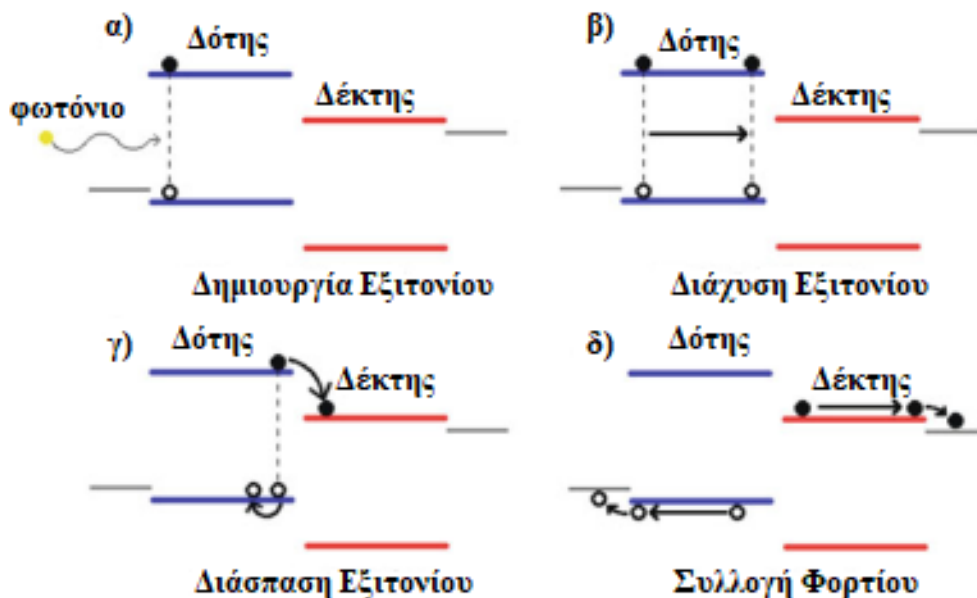 α)
Δότης
φωτόνιο
Δέκτης
Δημιουργία Εξιτονίου
β)
Δότης
Δέκτης
Διάχυση Εξιτονίου
γ)
Δότης
Δέκτης
Διάσπαση Εξιτονίου
δ)
Δότης
Δέκτης
Συλλογή Φορτίου